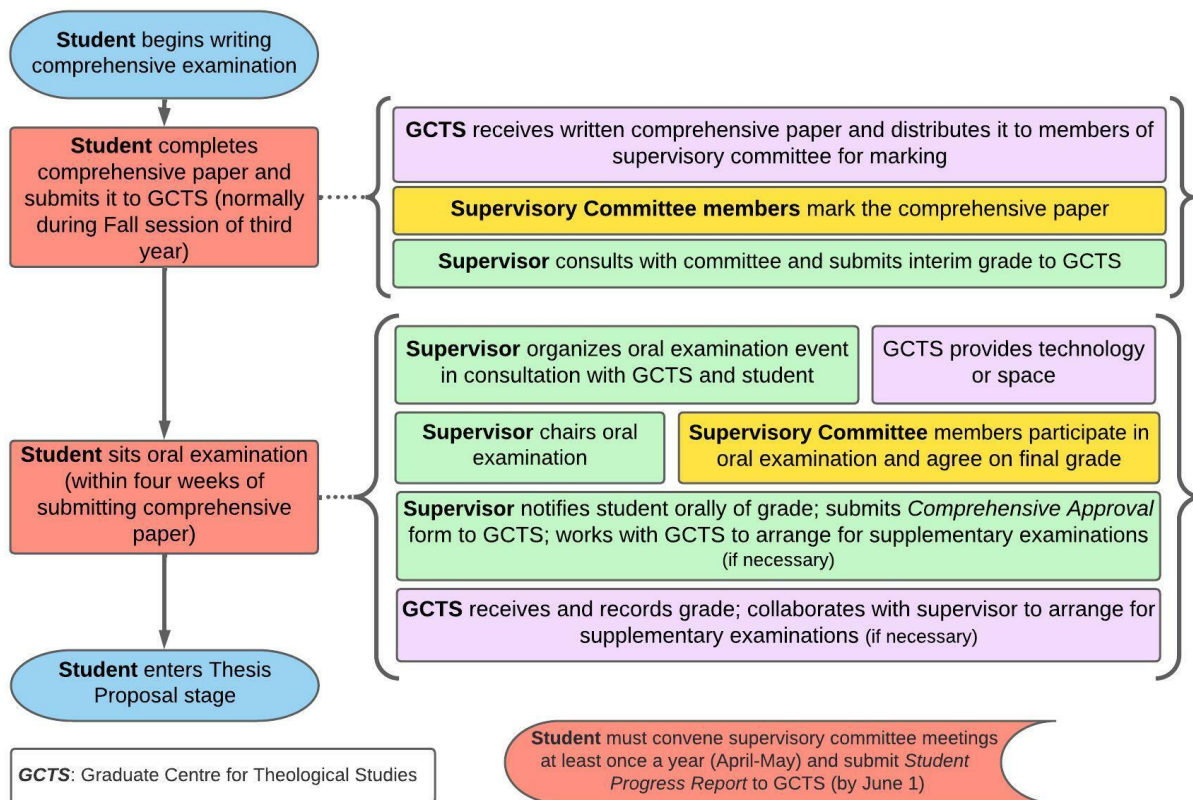 Student begins writing
comprehensive examination
Student completes
comprehensive paper and
submits it to GCTS (normally
during Fall session of third
year)
GCTS receives written comprehensive paper and distributes it to members of
supervisory committee for marking
Supervisory Committee members mark the comprehensive paper
Supervisor consults with committee and submits interim grade to GCTS
Student sits oral examination
(within four weeks of
submitting comprehensive
paper)
Supervisor organizes oral examination event
in consultation with GCTS and student
GCTS provides technology
or space
Supervisor chairs oral
examination
Supervisory Committee members participate in
oral examination and agree on final grade
Supervisor notifies student orally of grade; submits Comprehensive Approval
form to GCTS; works with GCTS to arrange for supplementary examinations
(if necessary)
GCTS receives and records grade; collaborates with supervisor to arrange for
supplementary examinations (if necessary)
Student enters Thesis
Proposal stage
GCTS: Graduate Centre for Theological Studies
Student must convene supervisory committee meetings
at least once a year (April-May) and submit Student
Progress Report to GCTS (by June 1)